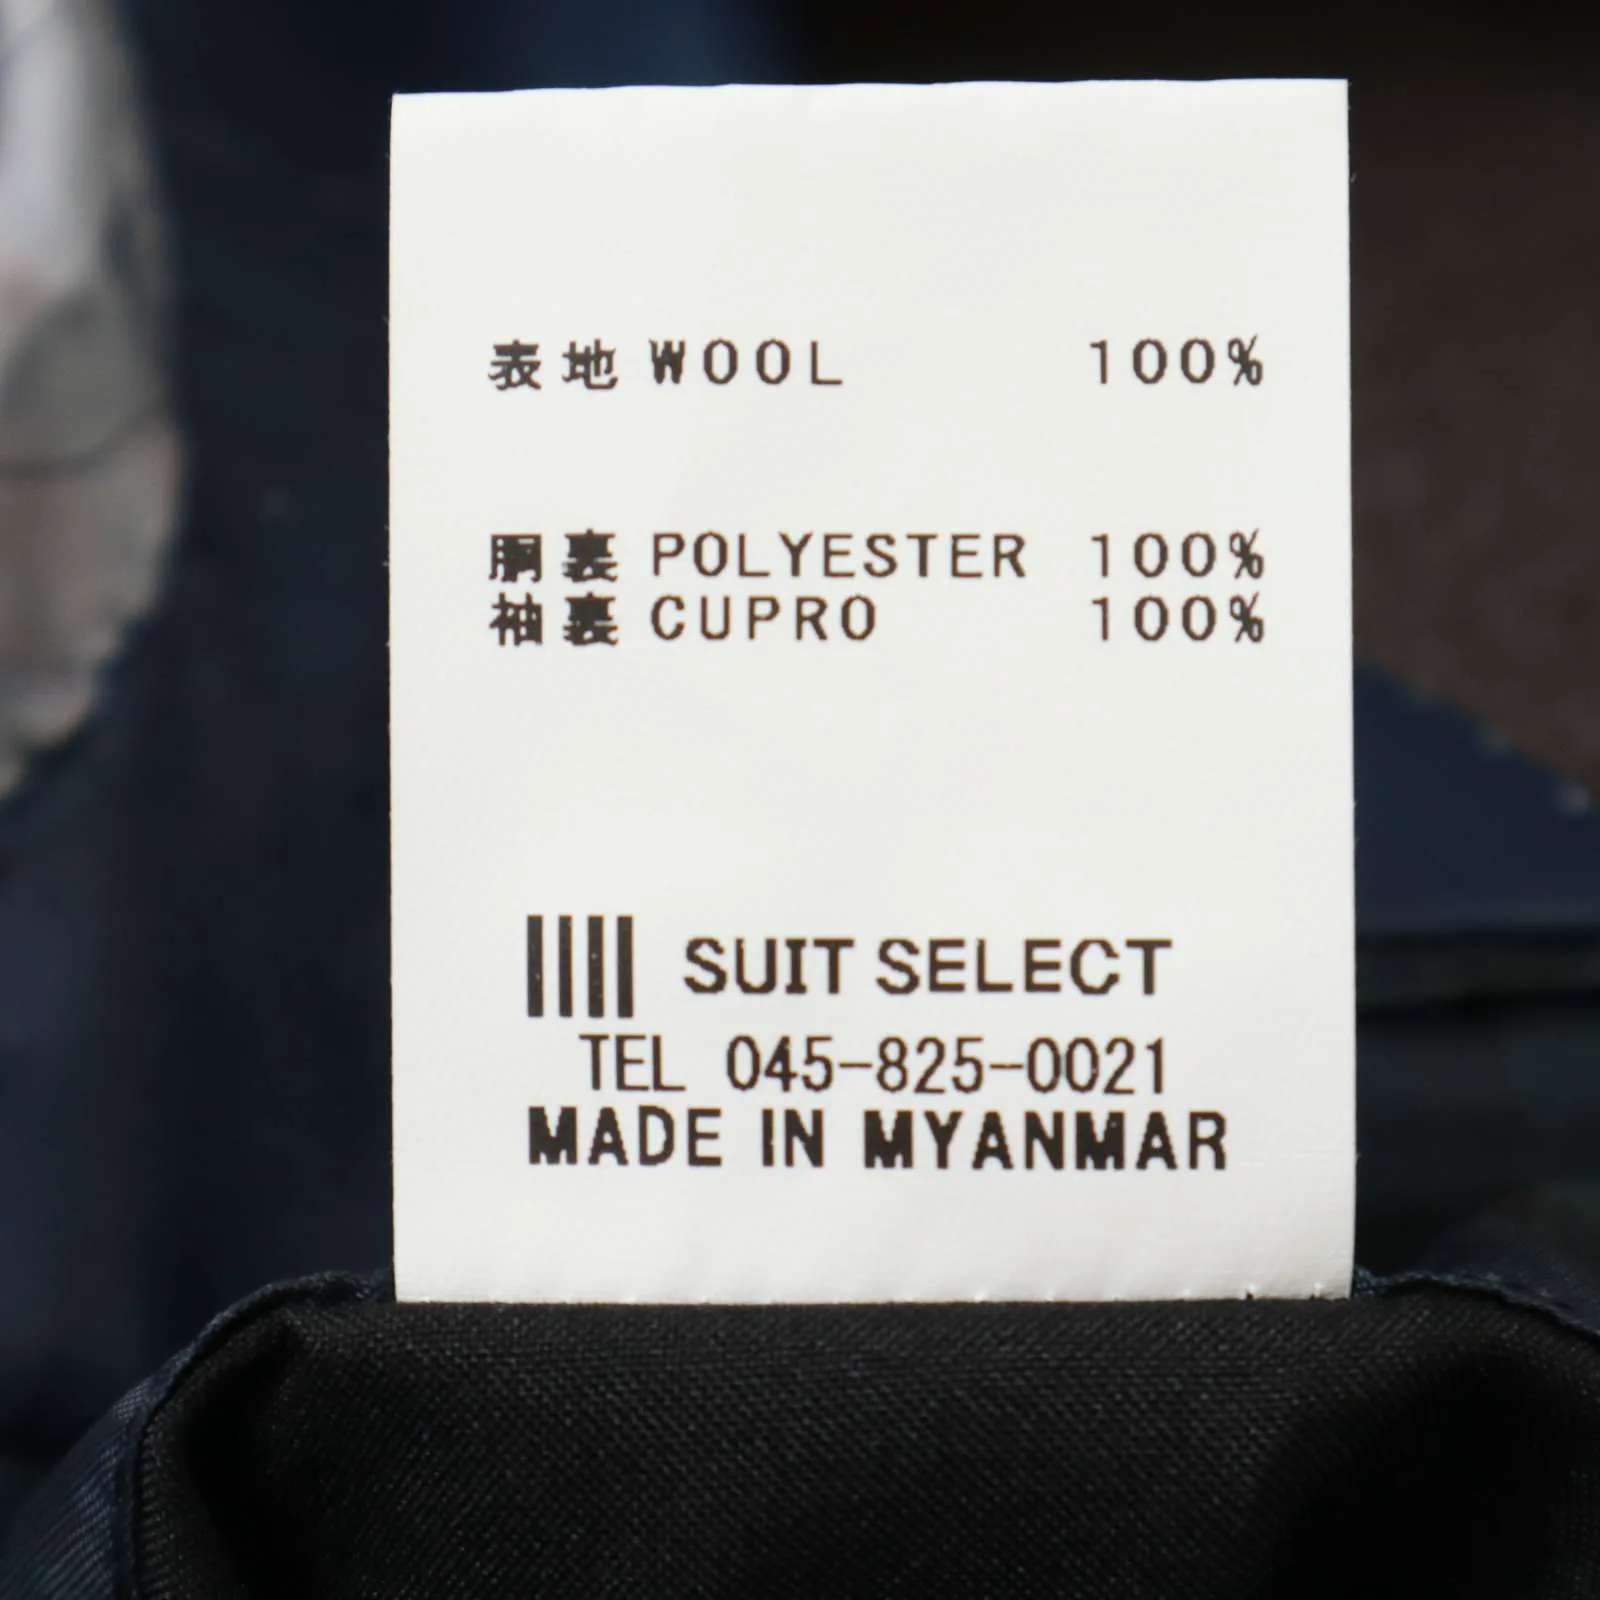 表地 WOOL 100%
胴裏 POLYESTER 100%
袖裏 CUPRO 100%
SUIT SELECT
TEL 045-825-0021
MADE IN MYANMAR